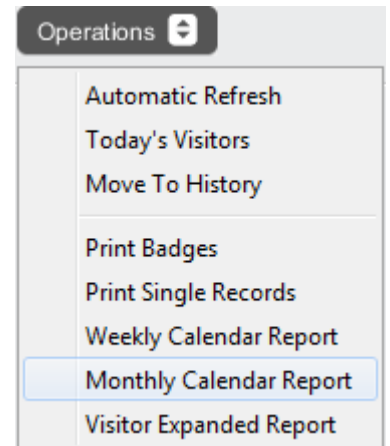 Operations
Automatic Refresh
Today's Visitors
Move To History
Print Badges
Print Single Records
Weekly Calendar Report
Monthly Calendar Report
Visitor Expanded Report